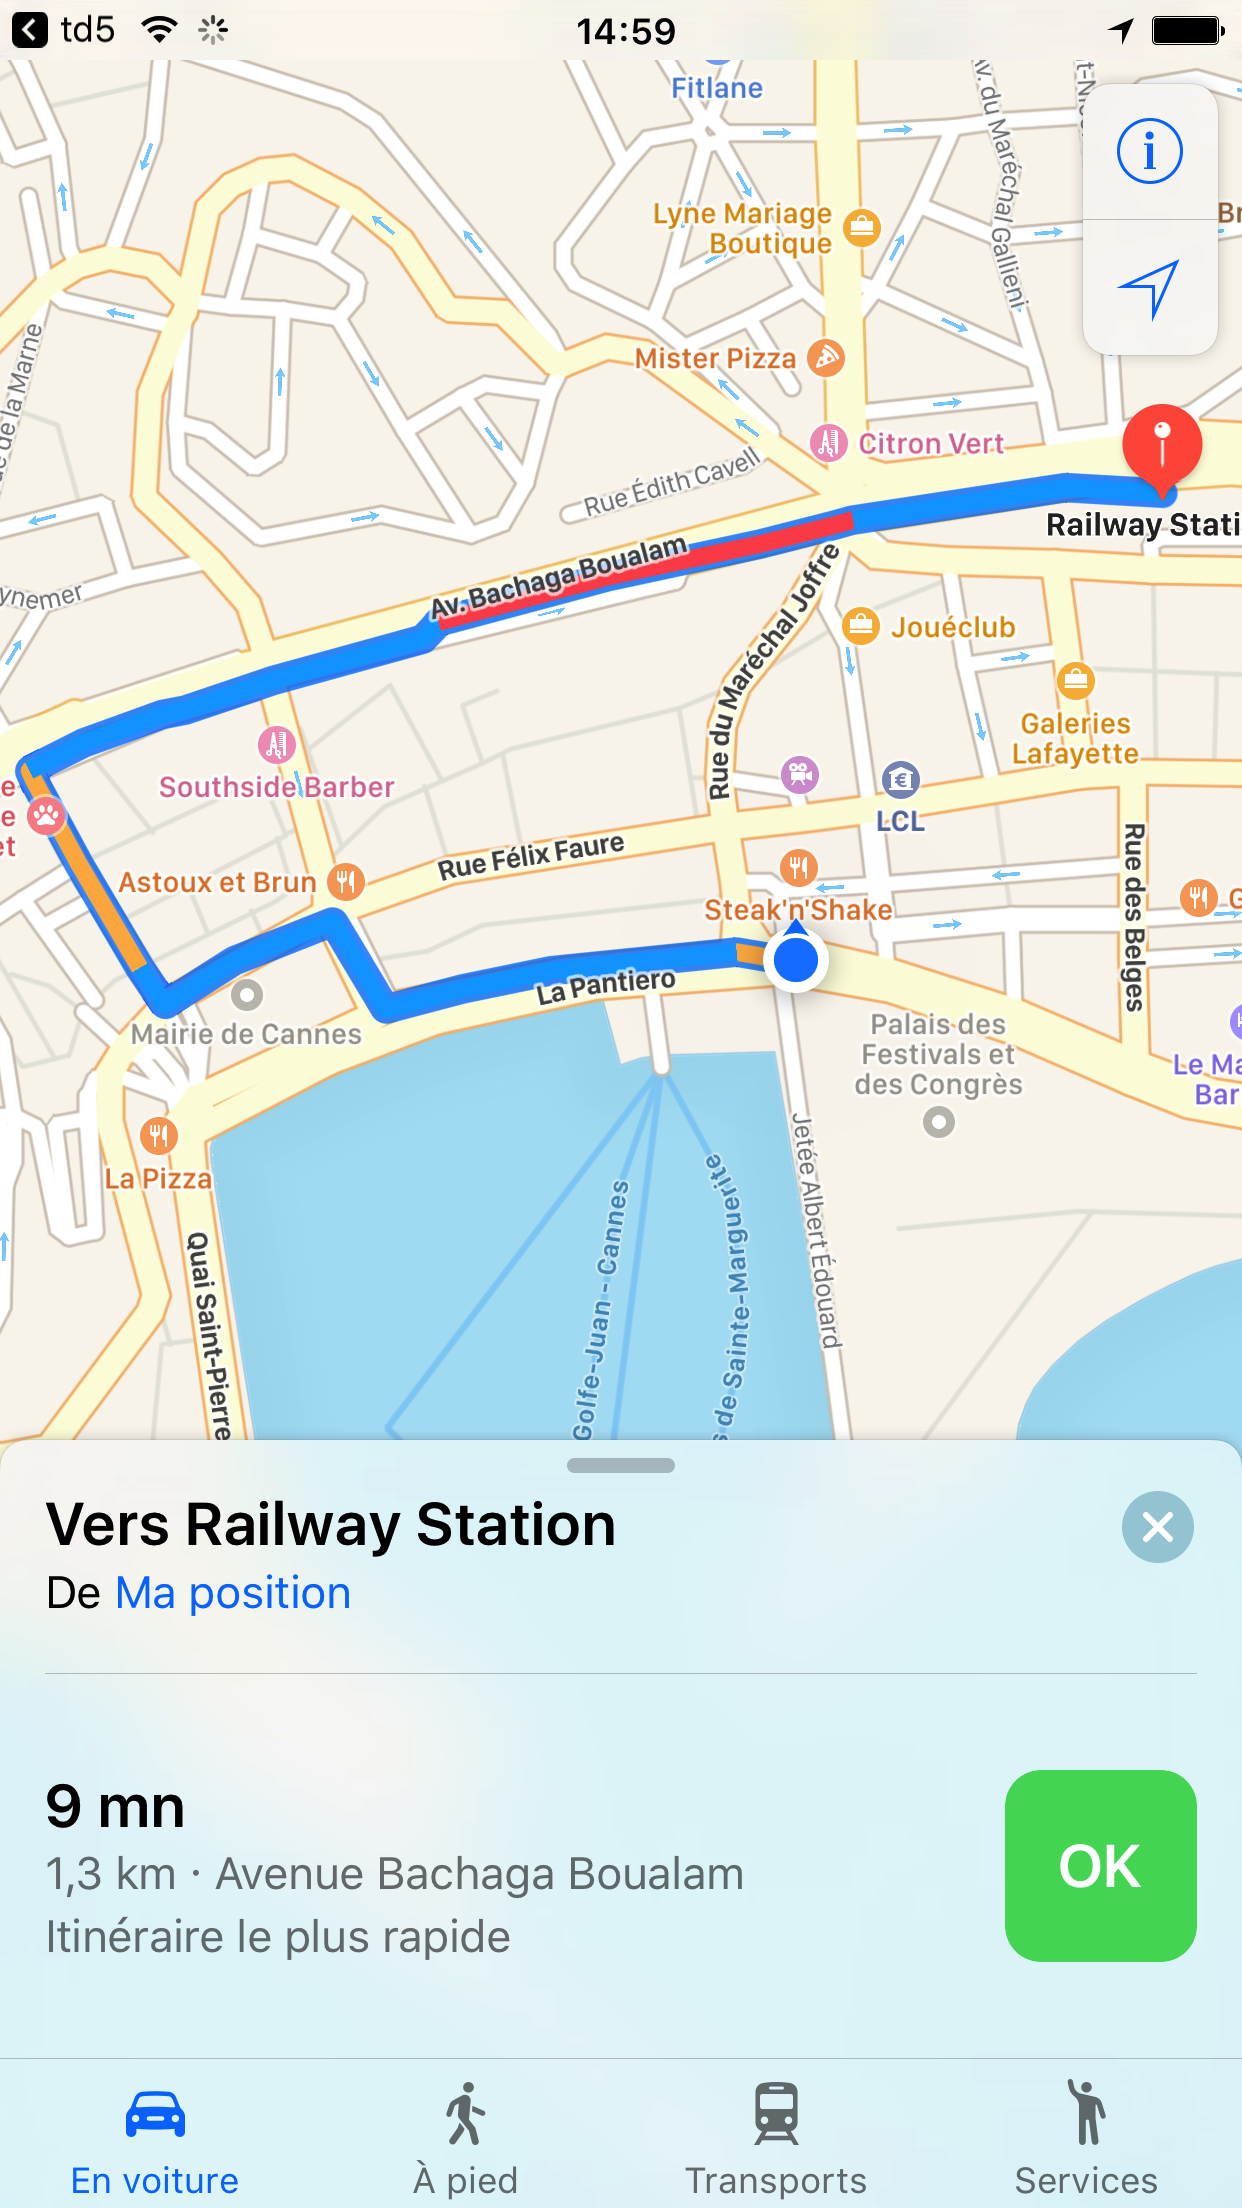 td5
14:59
Fitlane
Av. du Maréchal Gallieni
Lyne Mariage
Boutique
Mister Pizza
Citron Vert
Rue Édith Cavell
Railway Stati
de la Marne
Av. Bachaga Boualam
ynemer
Rue du Maréchal Joffre
Jouéclub
Galeries
Lafayette
Southside Barber
LCL
Rue Félix Faure
Astoux et Brun
Steak'n'Shake
Rue des Belges
La Pantiero
Mairie de Cannes
Palais des
Festivals et
des Congrès
Le Ma
Bar
La Pizza
Jetée Albert Édouard
Quai Saint-Pierre
Golfe-Juan - Cannes
s de Sainte-Marguerite
Vers Railway Station
De Ma position
9 mn
1,3 km · Avenue Bachaga Boualam
Itinéraire le plus rapide
OK
En voiture
À pied
Transports
Services